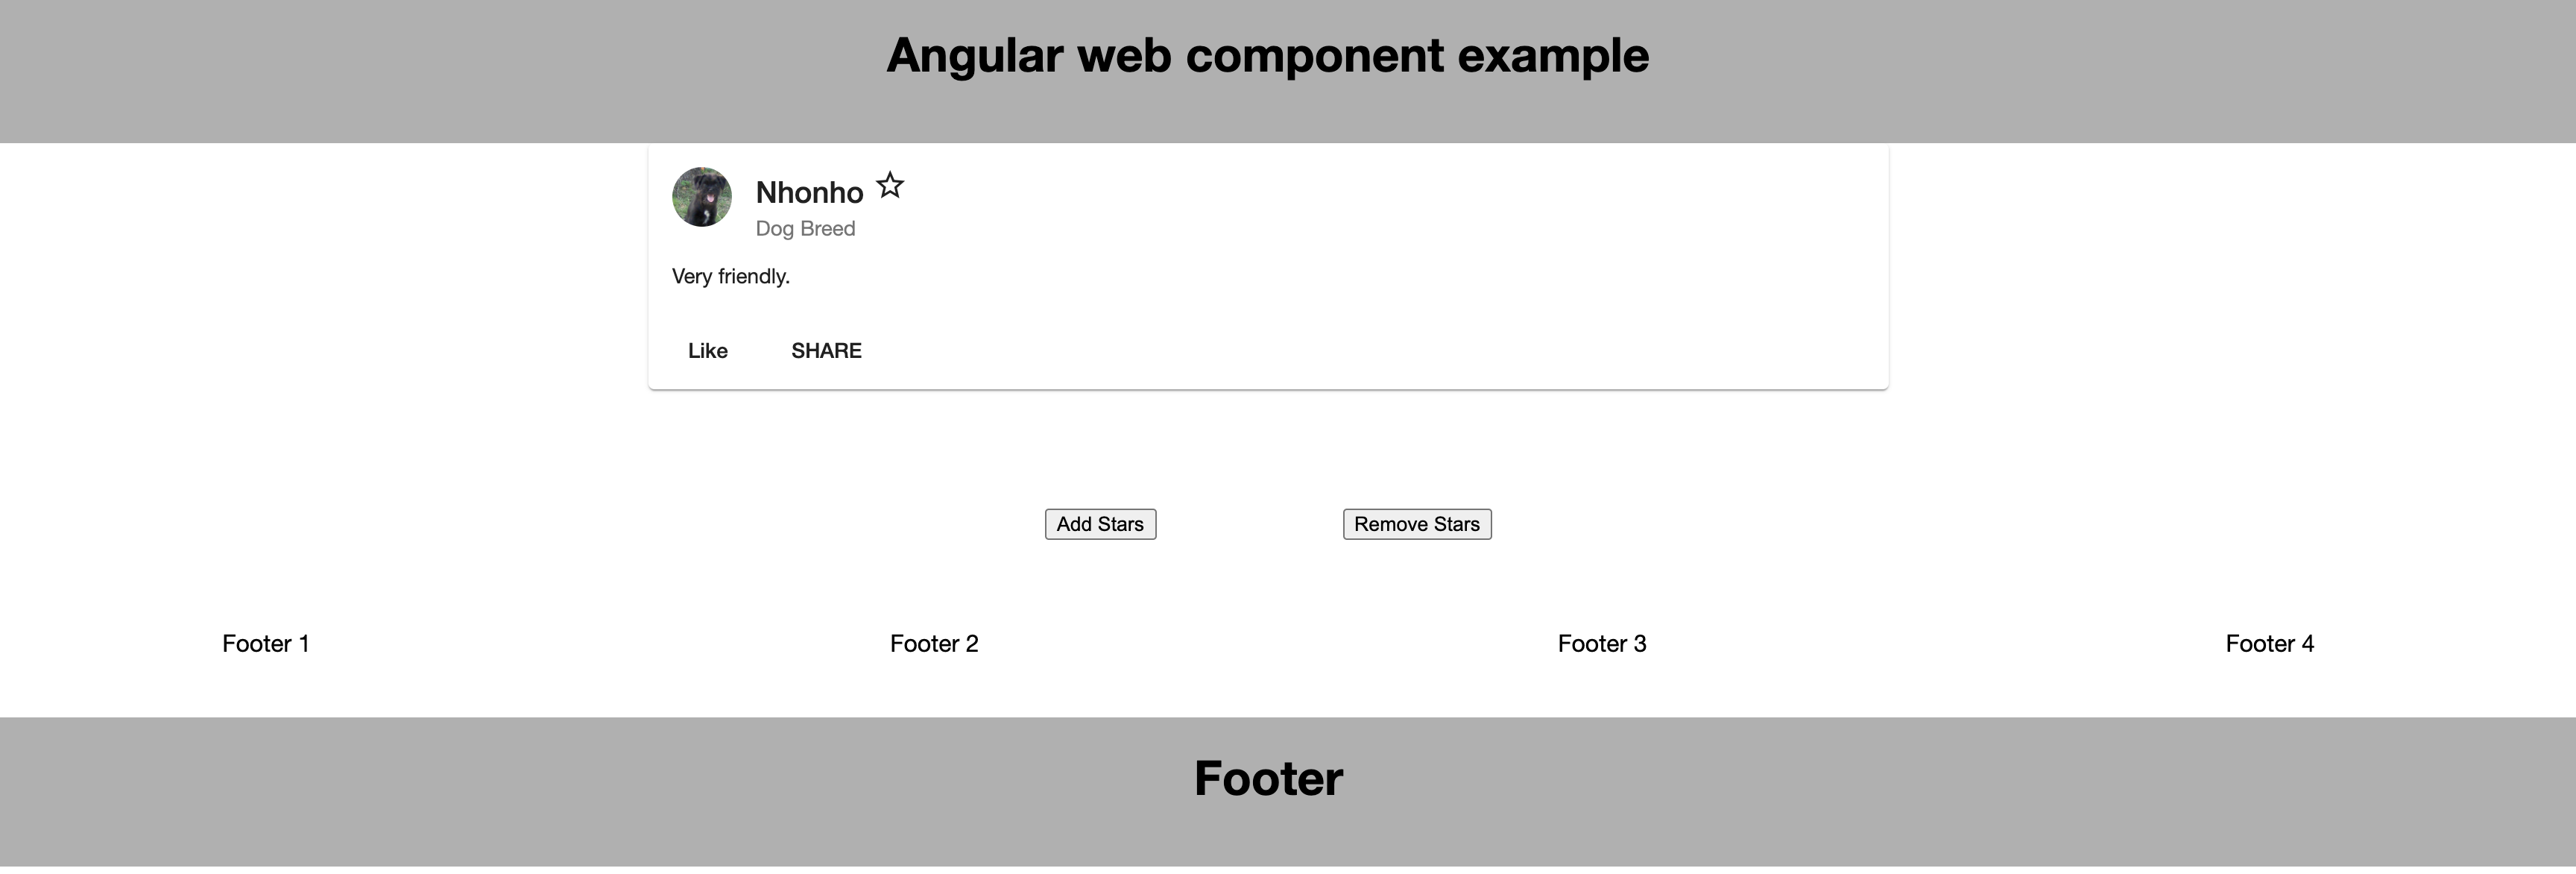 Angular web component example
Nhonho
Dog Breed
Very friendly.
Like SHARE
Add Stars Remove Stars
Footer 1 Footer 2 Footer 3 Footer 4
Footer